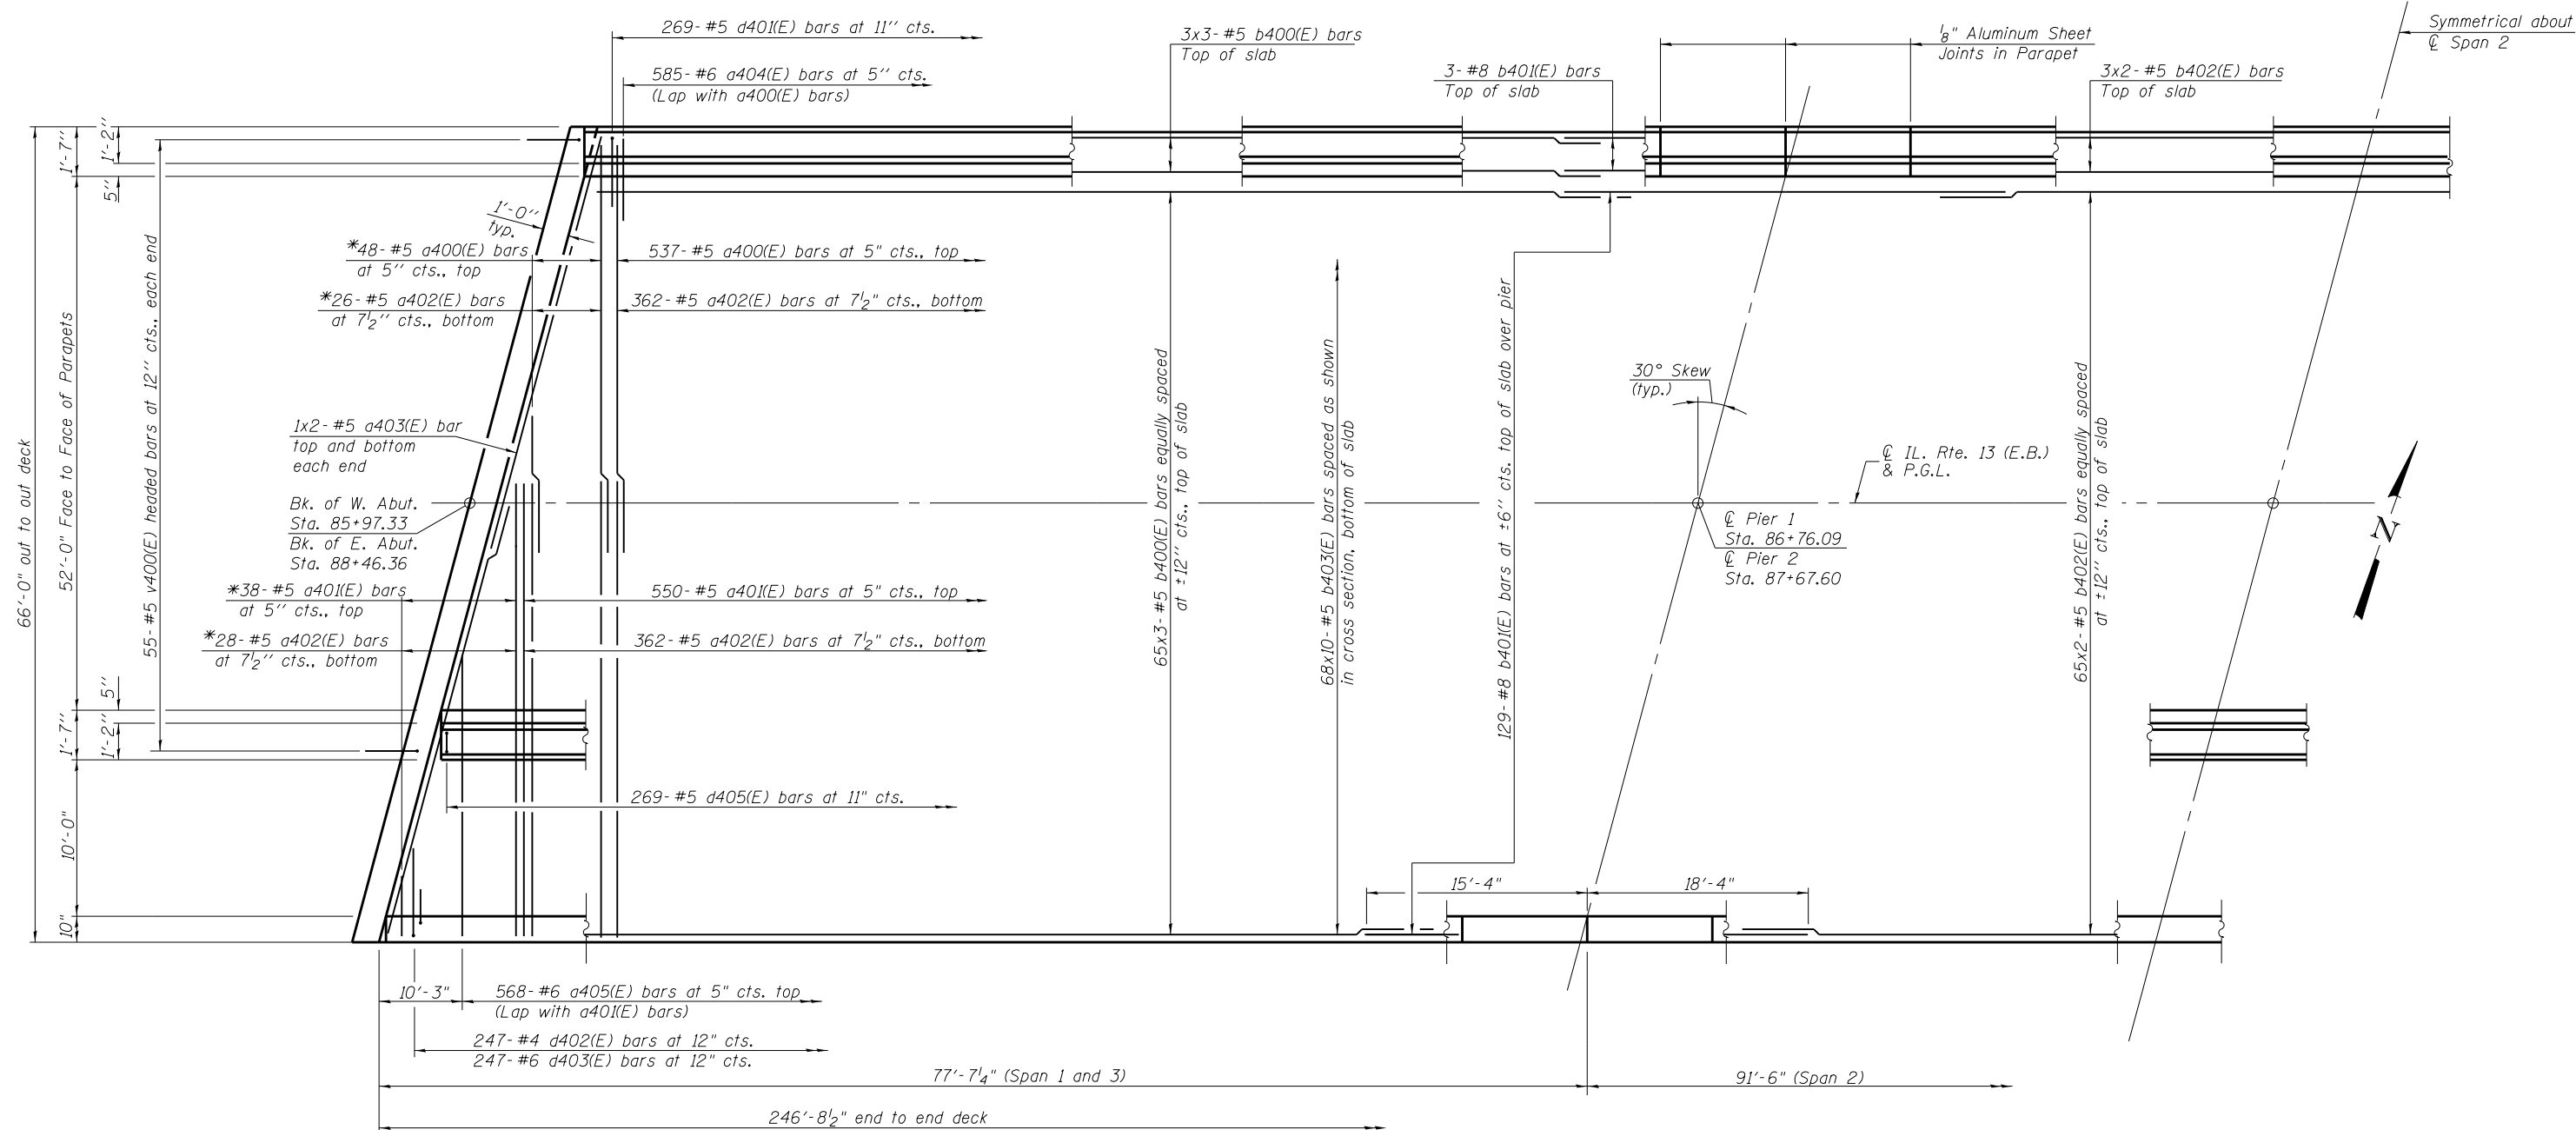 269-#5 d401(E) bars at 11" cts.
585-#6 a404(E) bars at 5" cts.
(Lap with a400(E) bars)
3x3-#5 b400(E) bars
Top of slab
3-#8 b401(E) bars
Top of slab
1/8" Aluminum Sheet
Joints in Parapet
3x2-#5 b402(E) bars
Top of slab
Symmetrical about
℄ Span 2
1'-7"
1'-2"
5"
1'-0"
typ.
*48-#5 a400(E) bars
at 5" cts., top
537-#5 a400(E) bars at 5" cts., top
*26-#5 a402(E) bars
at 7 1/2" cts., bottom
362-#5 a402(E) bars at 7 1/2" cts., bottom
66'-0" out to out deck
52'-0" Face to Face of Parapets
55-#5 v400(E) headed bars at 12" cts., each end
1x2-#5 a403(E) bar
top and bottom
each end
Bk. of W. Abut.
Sta. 85+97.33
Bk. of E. Abut.
Sta. 88+46.36
*38-#5 a401(E) bars
at 5" cts., top
550-#5 a401(E) bars at 5" cts., top
*28-#5 a402(E) bars
at 7 1/2" cts., bottom
362-#5 a402(E) bars at 7 1/2" cts., bottom
65x3-#5 b400(E) bars equally spaced
at ±12" cts., top of slab
68x10-#5 b403(E) bars spaced as shown
in cross section, bottom of slab
129-#8 b401(E) bars at ±6" cts. top of slab over pier
30° Skew
(typ.)
℄ IL. Rte. 13 (E.B.)
& P.G.L.
℄ Pier 1
Sta. 86+76.09
℄ Pier 2
Sta. 87+67.60
65x2-#5 b402(E) bars equally spaced
at ±12" cts., top of slab
N
5"
1'-7"
1'-2"
269-#5 d405(E) bars at 11" cts.
10'-0"
10"
15'-4"
18'-4"
10'-3"
568-#6 a405(E) bars at 5" cts. top
(Lap with a401(E) bars)
247-#4 d402(E) bars at 12" cts.
247-#6 d403(E) bars at 12" cts.
77'-7 1/4" (Span 1 and 3)
91'-6" (Span 2)
246'-8 1/2" end to end deck